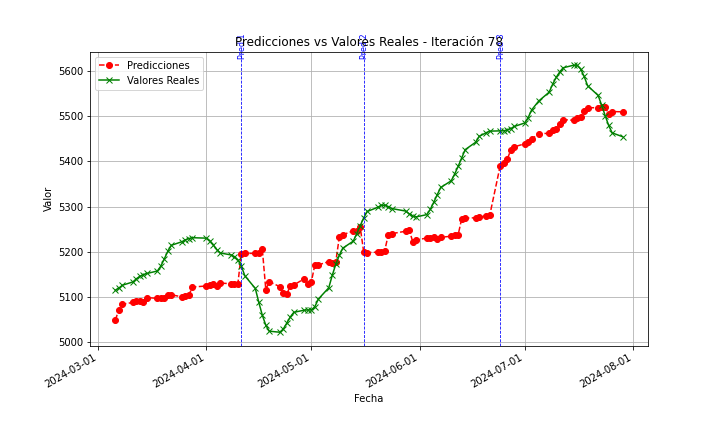 Predicciones vs Valores Reales - Iteración 78
Predicciones
Valores Reales
5600
5500
5400
5300
5200
5100
5000
Valor
2024-03-01
2024-04-01
2024-05-01
2024-06-01
2024-07-01
2024-08-01
Fecha